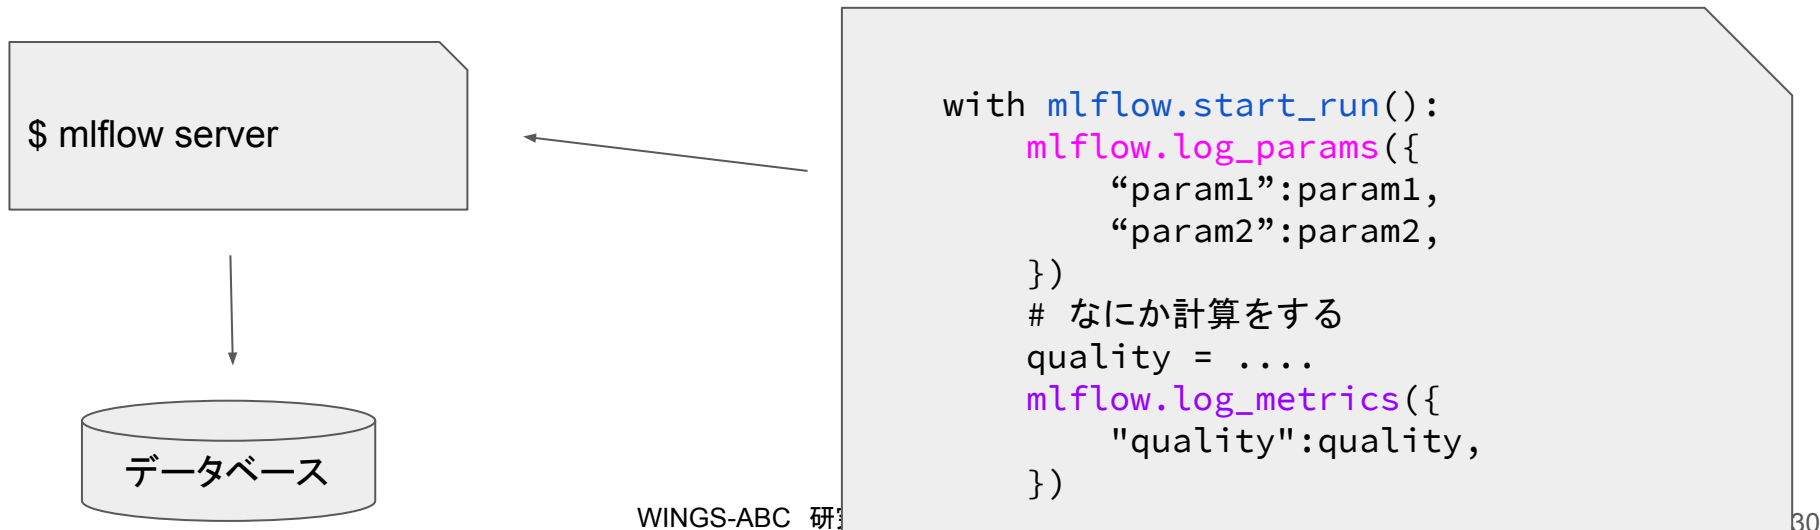 $ mlflow server
データベース
with mlflow.start_run():
mlflow.log_params({
“param1”:param1,
“param2”:param2,
})
# なにか計算をする
quality = ....
mlflow.log_metrics({
"quality":quality,
})
WINGS-ABC
30